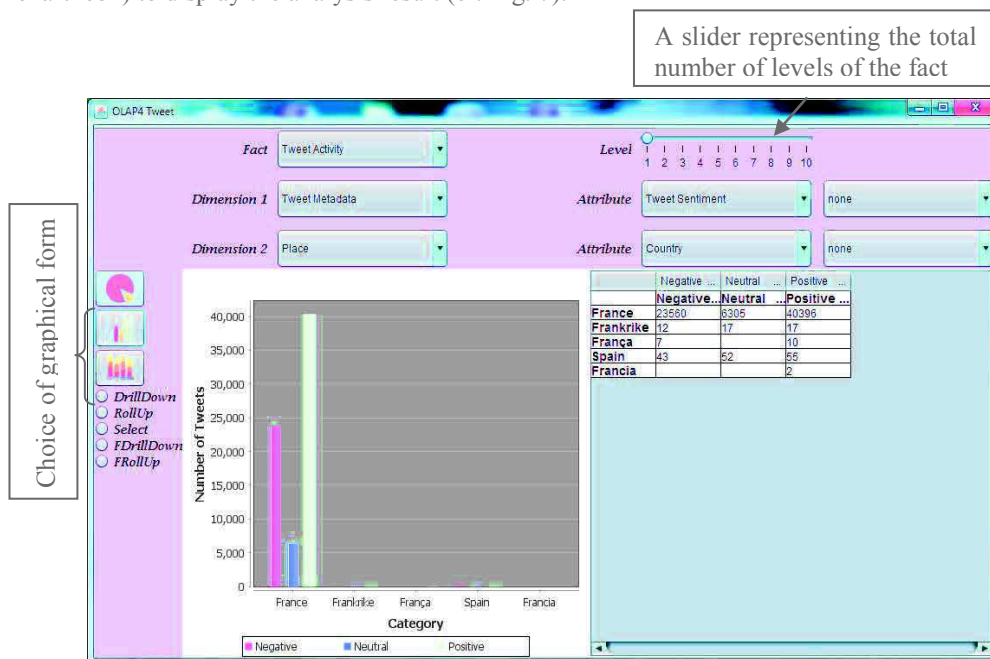 A slider representing the total
number of levels of the fact
OLAP4 Tweet
Fact Tweet Activity Level
1 2 3 4 5 6 7 8 9 10
Dimension 1 Tweet Metadata Attribute Tweet Sentiment none
Dimension 2 Place Attribute Country none
Choice of graphical form
DrillDown
RollUp
Select
FDrillDown
FRollUp
Number of Tweets
40,000
35,000
30,000
25,000
20,000
15,000
10,000
5,000
0
France Frankrike França Spain Francia
Category
Negative Neutral Positive
Negative ... Neutral ... Positive ...
Negative... Neutral ... Positive ...
France 23560 6305 40396
Frankrike 12 17 17
França 7 10
Spain 43 52 55
Francia 2